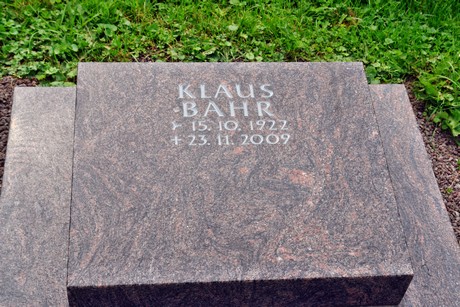 KLAUS
BAHR
* 15. 10. 1922
+ 23. 11. 2009